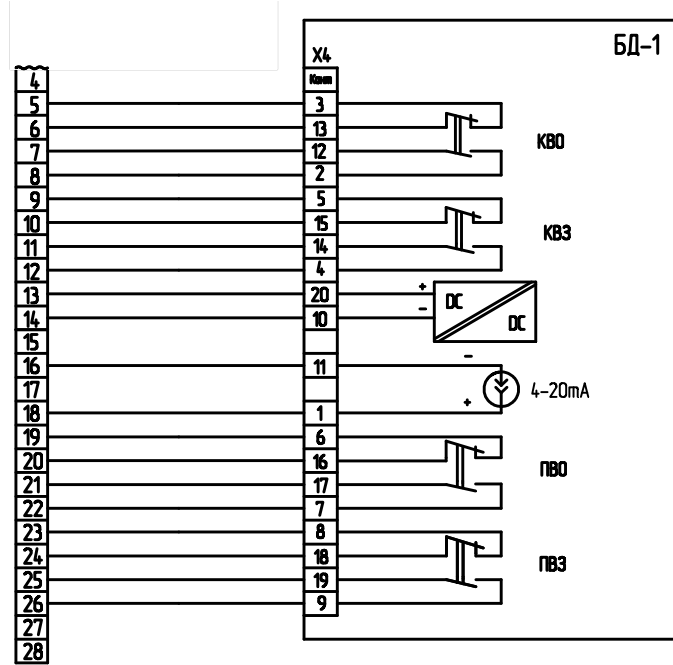 БД-1
X4
4 Конт
5 3
6 13
7 12
КВО
8 2
9 5
10 15
11 14
КВЗ
12 4
13 20 + DC
14 10 - DC
15
16 11 -
17 4-20mA
18 1 +
19 6
20 16
21 17
ПВО
22 7
23 8
24 18
25 19
ПВЗ
26 9
27
28